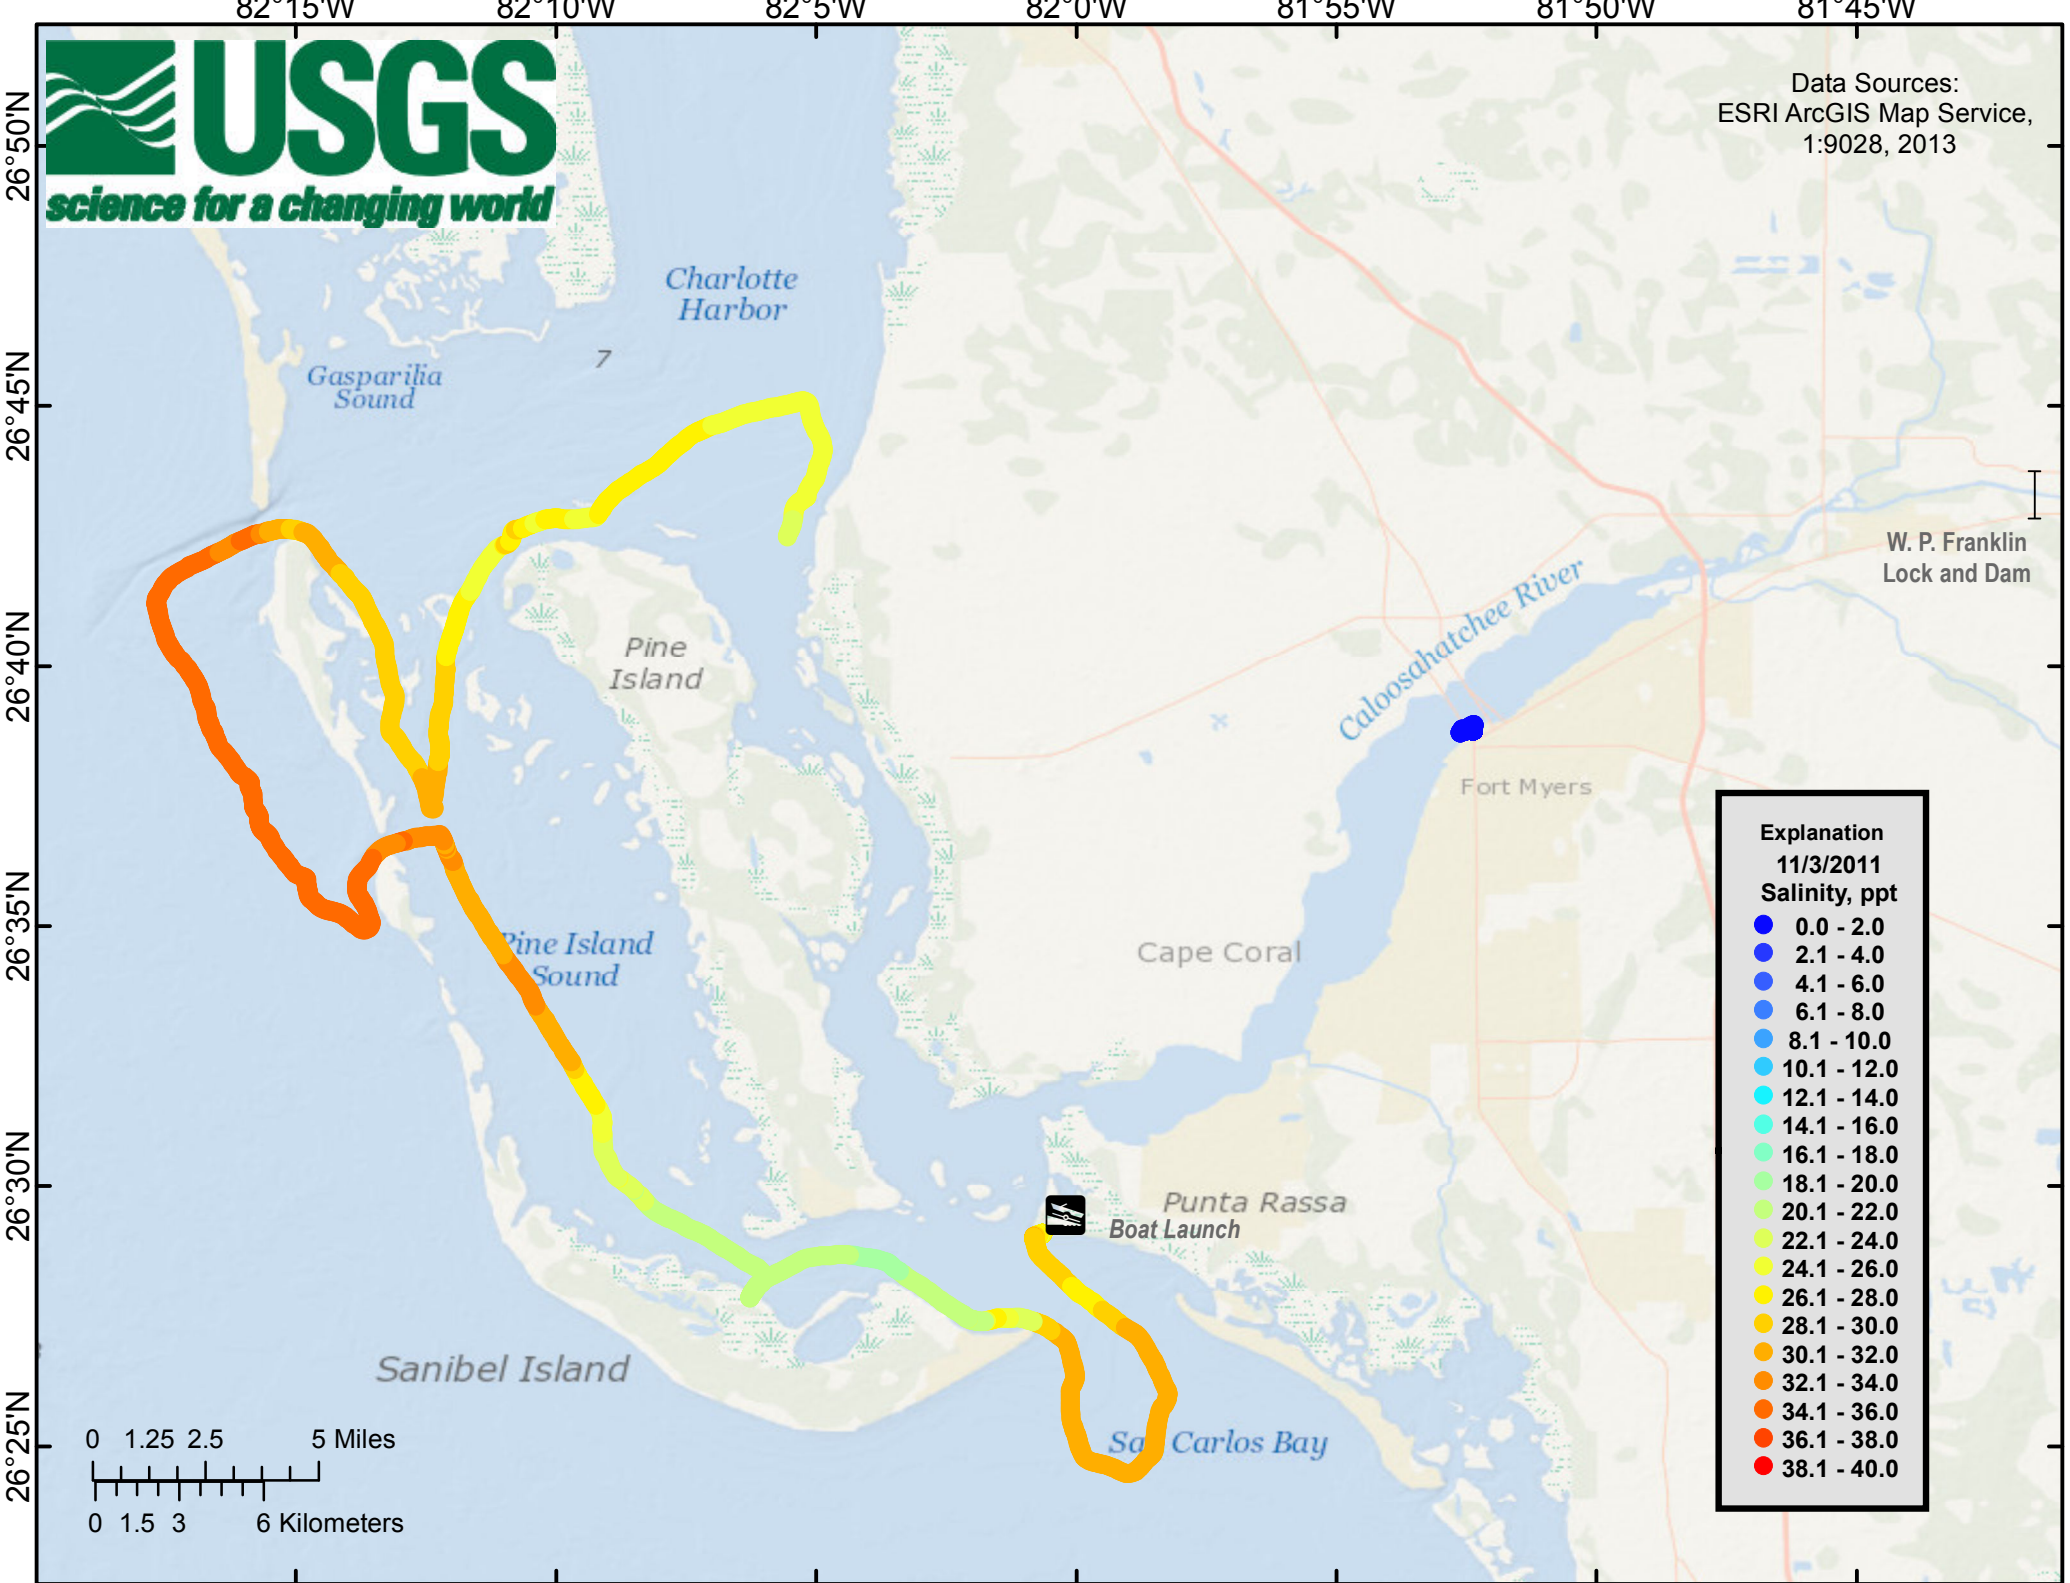 82°15'W 82°10'W 82°5'W 82°0'W 81°55'W 81°50'W 81°45'W
USGS
science for a changing world
Data Sources:
ESRI ArcGIS Map Service,
1:9028, 2013
26°50'N
26°45'N
26°40'N
26°35'N
26°30'N
26°25'N
Charlotte
Harbor
7
Gasparilia
Sound
W. P. Franklin
Lock and Dam
Caloosahatchee River
Pine
Island
Fort Myers
Pine Island
Sound
Cape Coral
Punta Rassa
Boat Launch
Sanibel Island
San Carlos Bay
Explanation
11/3/2011
Salinity, ppt
0.0 - 2.0
2.1 - 4.0
4.1 - 6.0
6.1 - 8.0
8.1 - 10.0
10.1 - 12.0
12.1 - 14.0
14.1 - 16.0
16.1 - 18.0
18.1 - 20.0
20.1 - 22.0
22.1 - 24.0
24.1 - 26.0
26.1 - 28.0
28.1 - 30.0
30.1 - 32.0
32.1 - 34.0
34.1 - 36.0
36.1 - 38.0
38.1 - 40.0
0 1.25 2.5 5 Miles
0 1.5 3 6 Kilometers